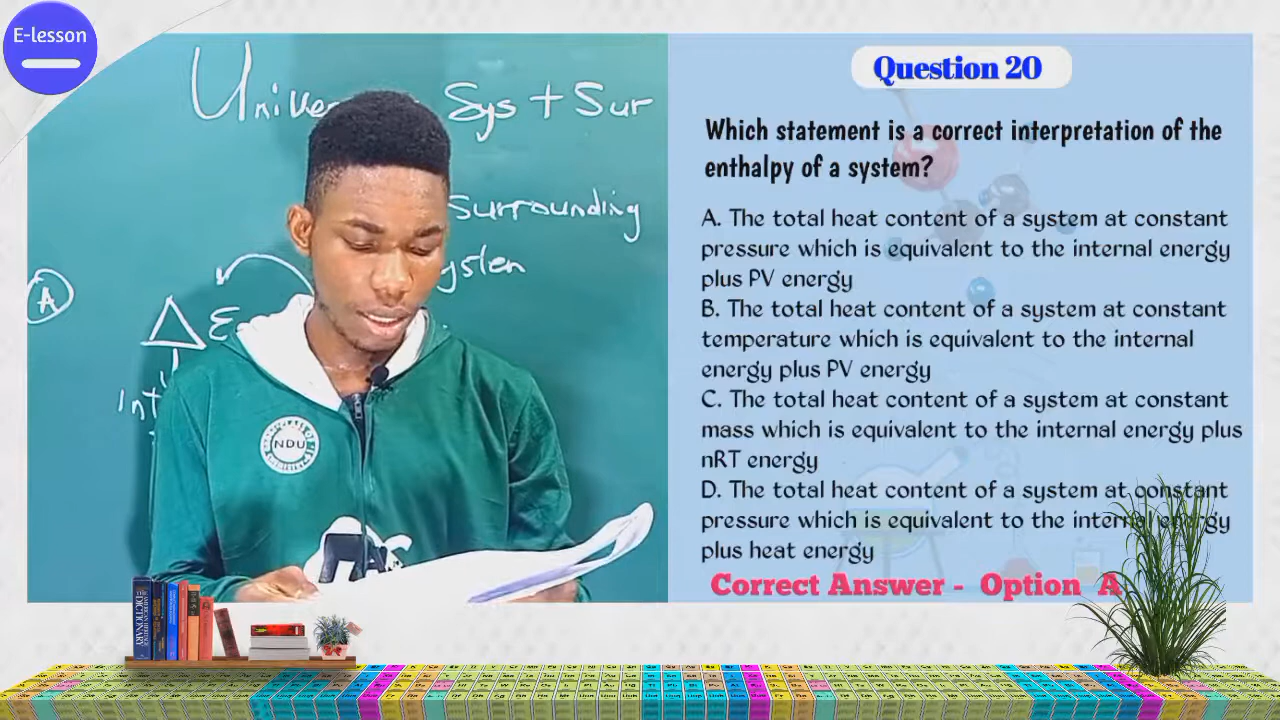 E-lesson
Sys + Sur
Surrounding
A
NDU
Question 20
Which statement is a correct interpretation of the
enthalpy of a system?
A. The total heat content of a system at constant
pressure which is equivalent to the internal energy
plus PV energy
B. The total heat content of a system at constant
temperature which is equivalent to the internal
energy plus PV energy
C. The total heat content of a system at constant
mass which is equivalent to the internal energy plus
nRT energy
D. The total heat content of a system at constant
pressure which is equivalent to the internal energy
plus heat energy
Correct Answer - Option A
DICTIONARY